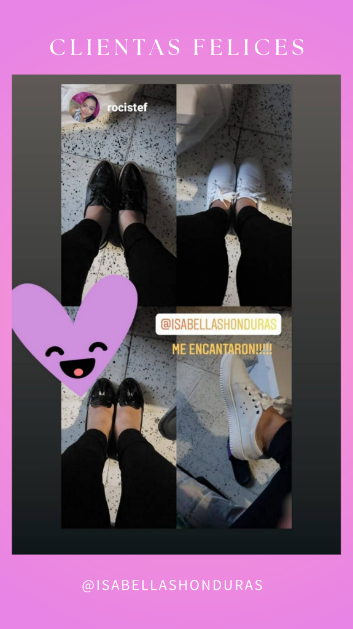 CLIENTAS FELICES
rocistef
@ISABELLASHONDURAS
ME ENCANTARON!!!!!
@ISABELLASHONDURAS